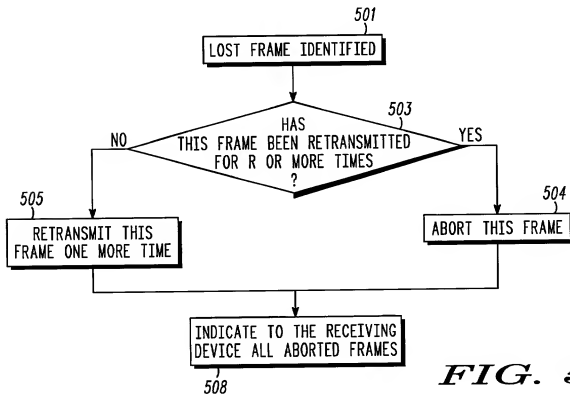 501
LOST FRAME IDENTIFIED
503
HAS
THIS FRAME BEEN RETRANSMITTED
FOR R OR MORE TIMES
?
NO
YES
505
RETRANSMIT THIS
FRAME ONE MORE TIME
504
ABORT THIS FRAME
INDICATE TO THE RECEIVING
DEVICE ALL ABORTED FRAMES
508
FIG.